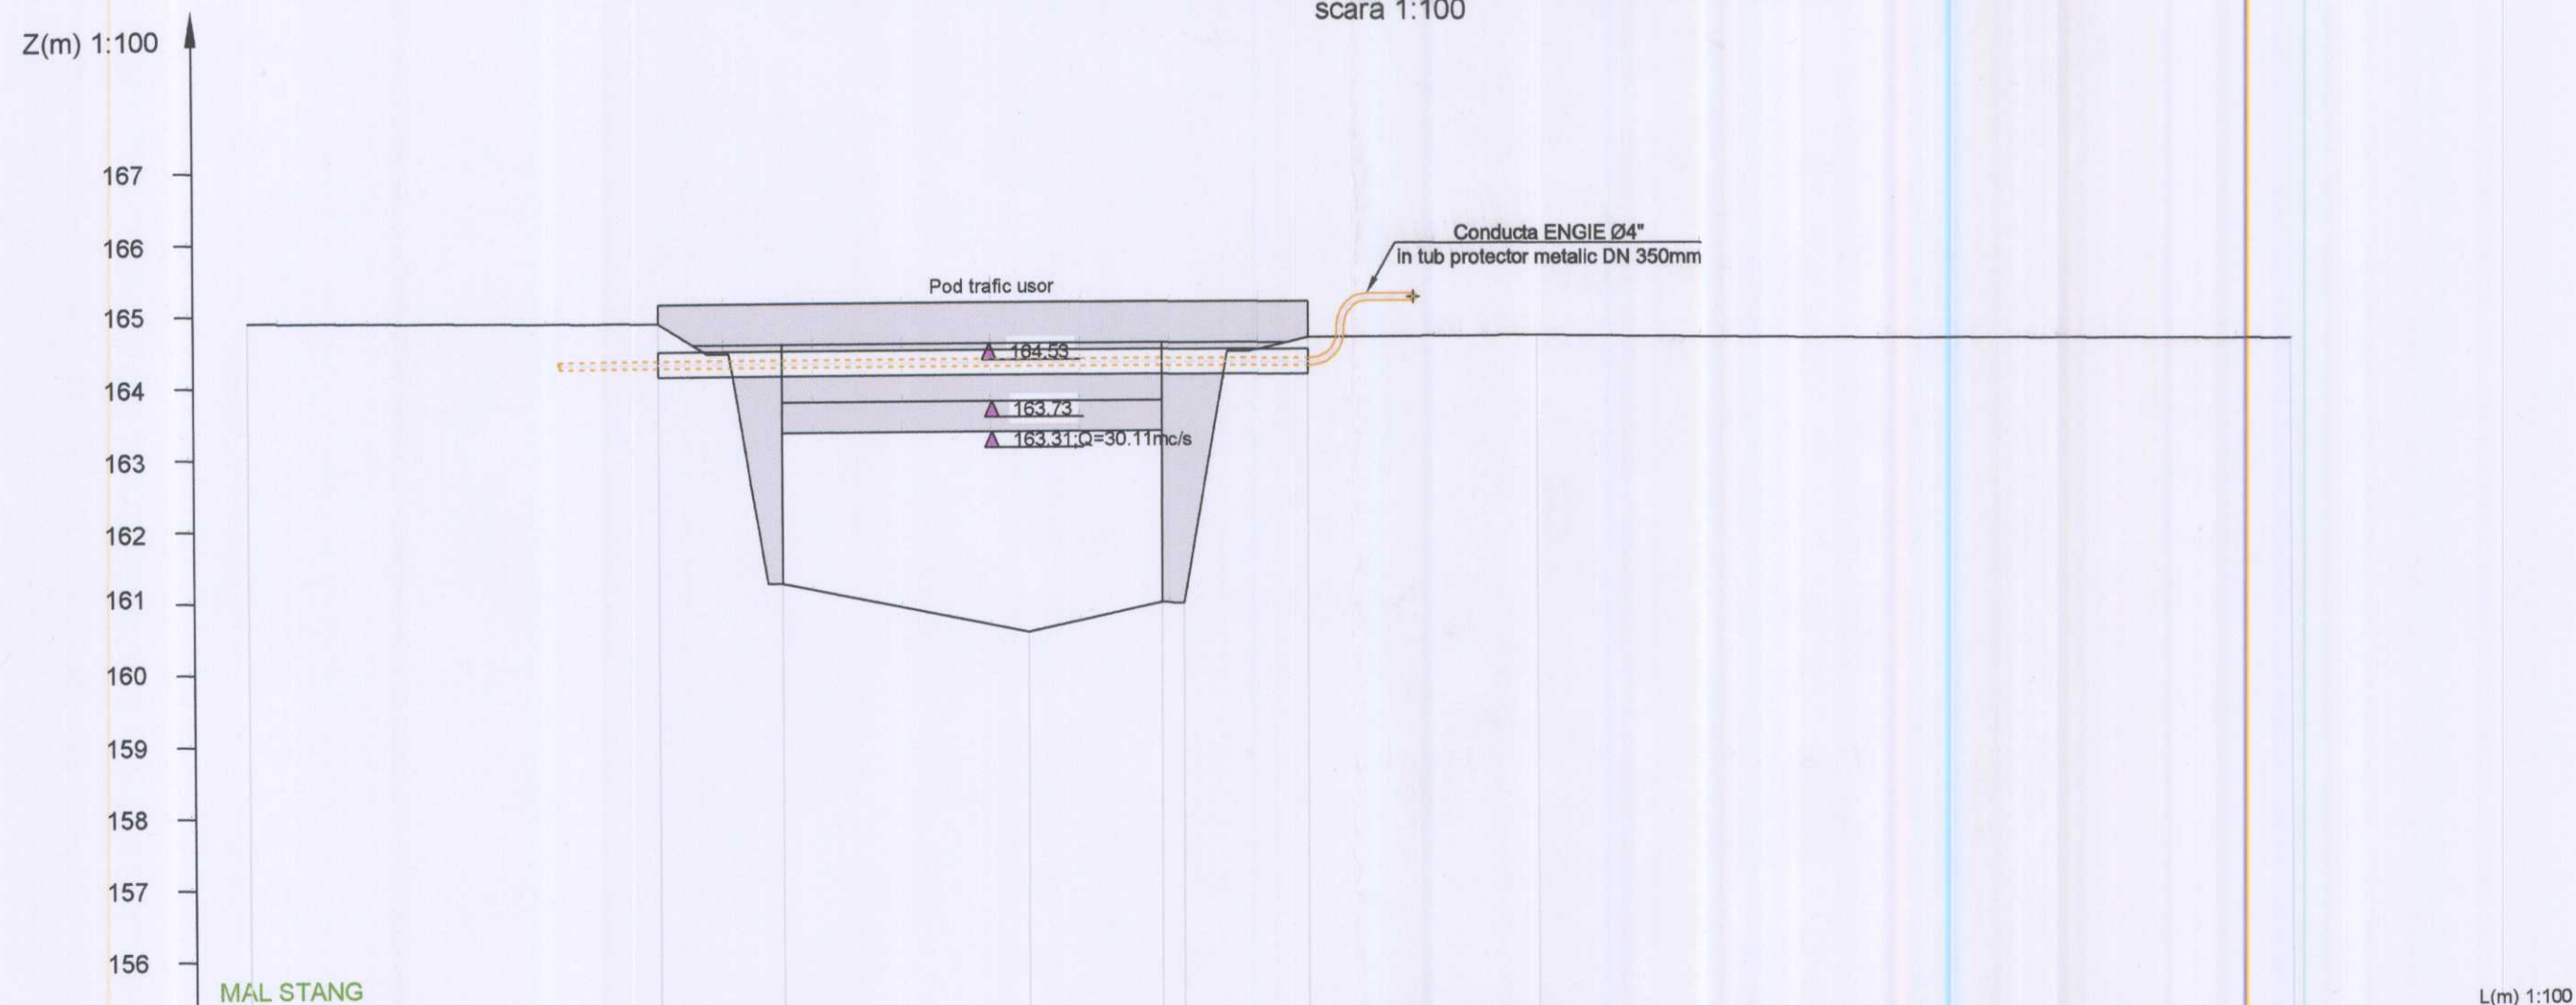 scara 1:100
Z(m) 1:100
167
166
165
164
163
162
161
160
159
158
157
156
Conducta ENGIE Ø4"
in tub protector metalic DN 350mm
Pod trafic usor
164.53
163.73
163.31;Q=30.11mc/s
MAL STANG
L(m) 1:100